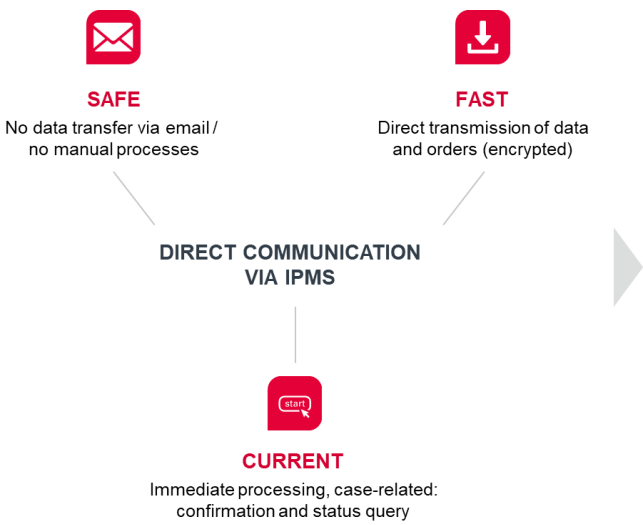 SAFE
No data transfer via email /
no manual processes
FAST
Direct transmission of data
and orders (encrypted)
DIRECT COMMUNICATION
VIA IPMS
start
CURRENT
Immediate processing, case-related:
confirmation and status query